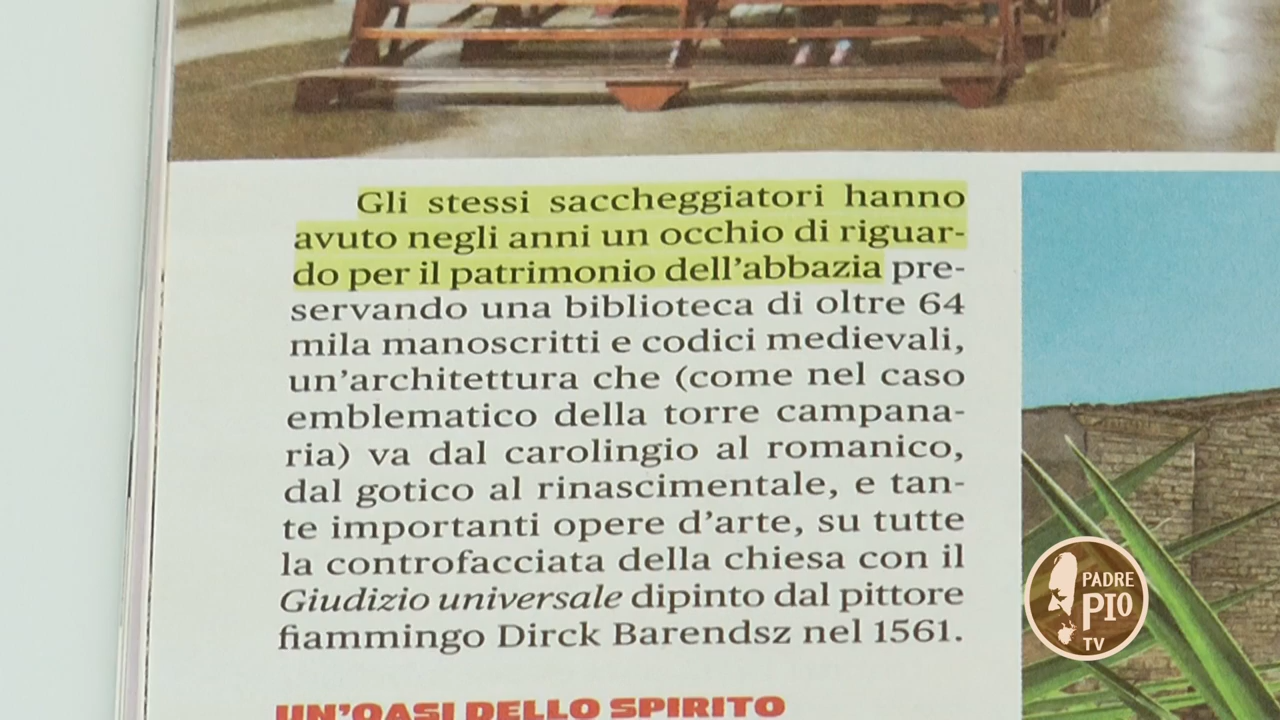 Gli stessi saccheggiatori hanno
avuto negli anni un occhio di riguar-
do per il patrimonio dell'abbazia pre-
servando una biblioteca di oltre 64
mila manoscritti e codici medievali,
un'architettura che (come nel caso
emblematico della torre campana-
ria) va dal carolingio al romanico,
dal gotico al rinascimentale, e tan-
te importanti opere d'arte, su tutte
la controfacciata della chiesa con il
Giudizio universale dipinto dal pittore
fiammingo Dirck Barendsz nel 1561.
UN'OASI DELLO SPIRITO
PADRE
PIO
TV